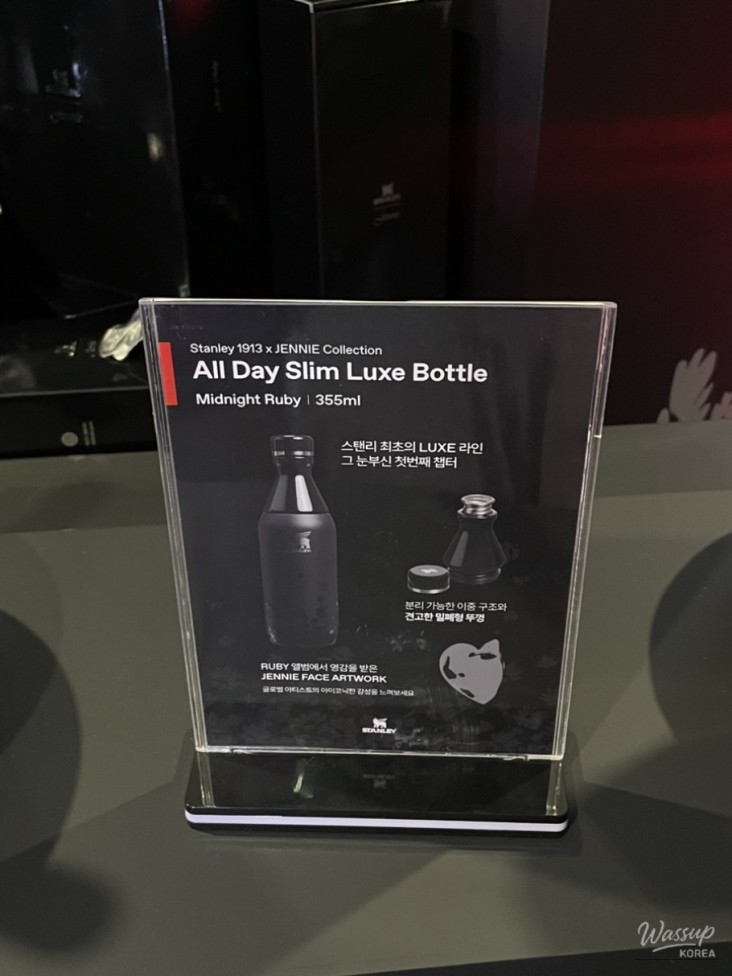 Stanley 1913 x JENNIE Collection
All Day Slim Luxe Bottle
Midnight Ruby | 355ml
스탠리 최초의 LUXE 라인
그 눈부신 첫번째 챕터
분리 가능한 이중 구조와
견고한 밀폐형 뚜껑
RUBY 앨범에서 영감을 받은
JENNIE FACE ARTWORK
글로벌 아티스트의 아이코닉한 감성을 느껴보세요
STANLEY
Wassup
KOREA